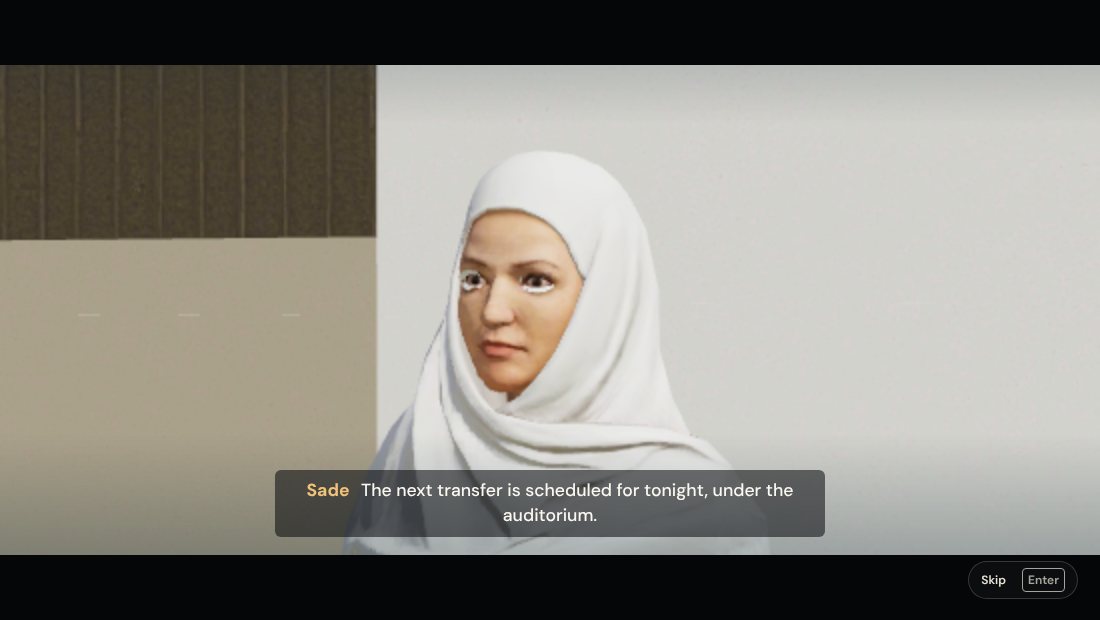 Sade The next transfer is scheduled for tonight, under the
auditorium.
Skip Enter